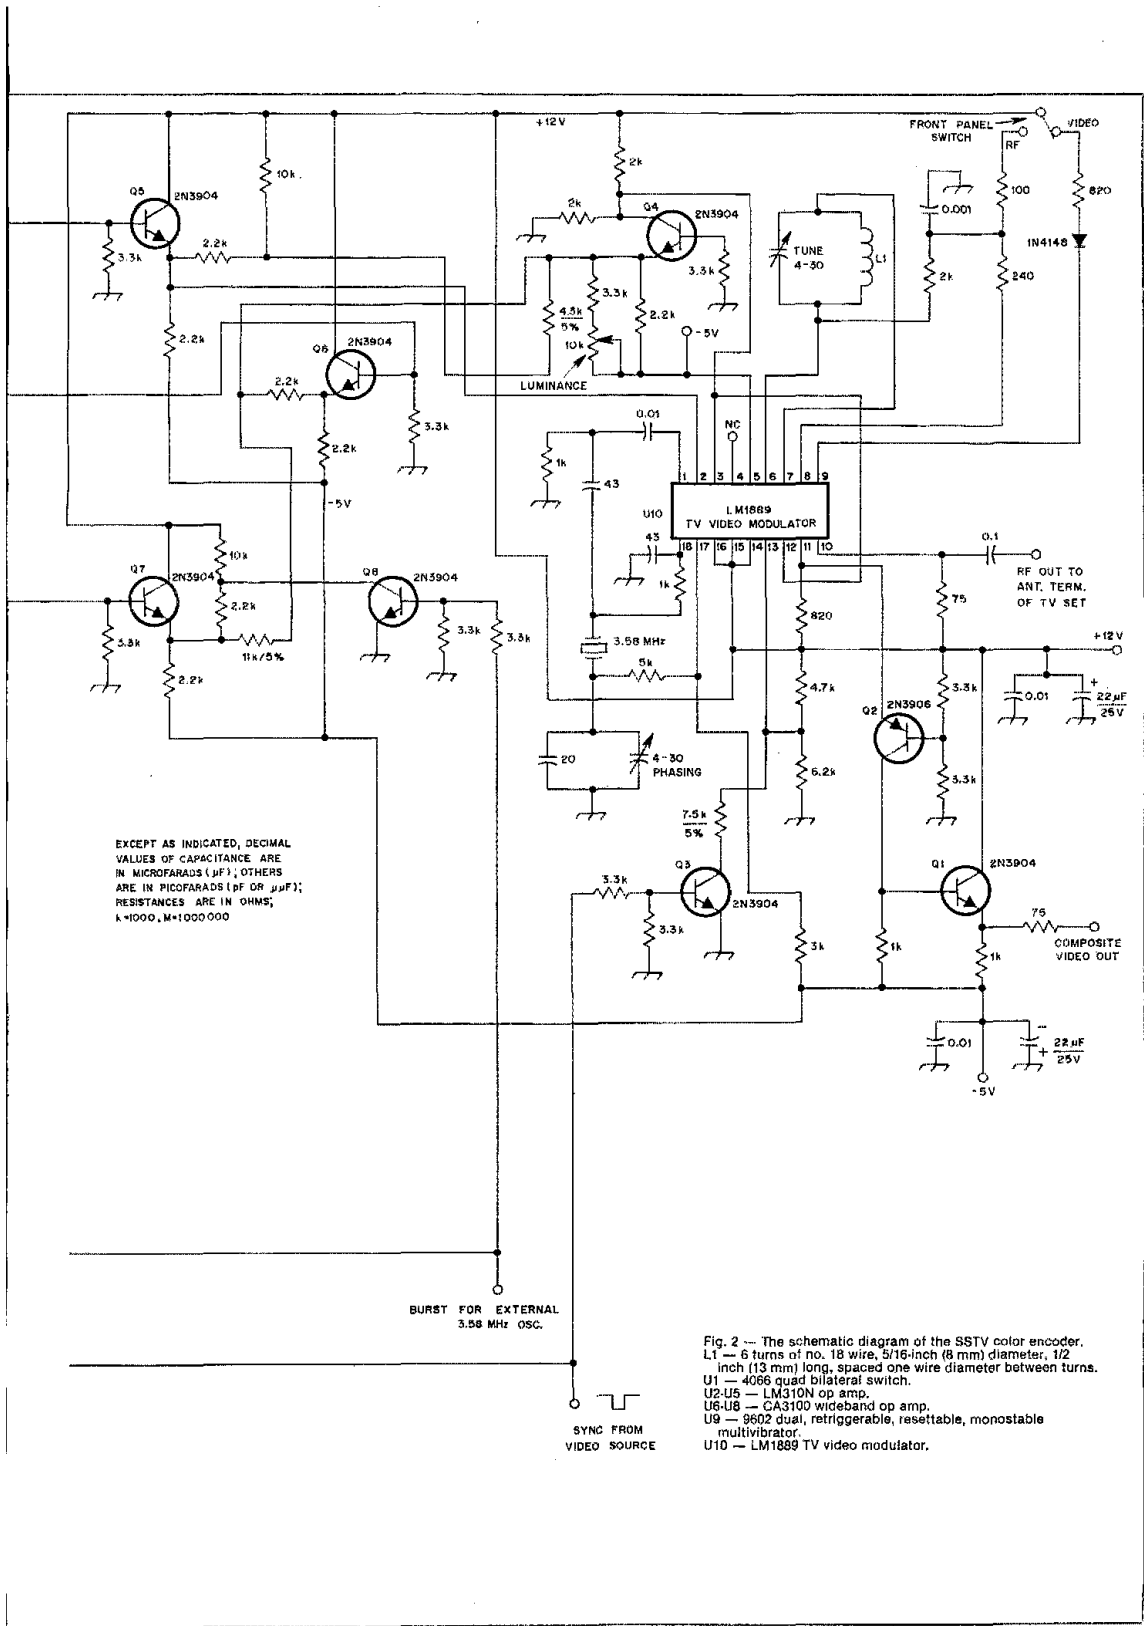 +12V
FRONT PANEL
SWITCH
VIDEO
RF
Q5
2N3904
10k
2k
2k
Q4
2N3904
0.001
100
820
3.3k
2.2k
TUNE
4-30
L1
1N4148
2k
240
3.3k
3.3k
2.2k
4.3k
5%
10k
-5V
2.2k
Q6
2N3904
LUMINANCE
2.2k
3.3k
2.2k
0.01
NC
1k
43
-5V
1 2 3 4 5 6 7 8 9
U10
LM1889
TV VIDEO MODULATOR
18 17 16 15 14 13 12 11 10
43
1k
0.1
RF OUT TO
ANT. TERM.
OF TV SET
10k
Q7
2N3904
Q8
2N3904
2.2k
3.3k
11k/5%
2.2k
3.3k
3.3k
3.58 MHz
5k
820
75
+12V
4.7k
3.3k
0.01
+
22µF
25V
Q2
2N3906
20
4-30
PHASING
6.2k
3.3k
7.5k
5%
EXCEPT AS INDICATED, DECIMAL
VALUES OF CAPACITANCE ARE
IN MICROFARADS (µF); OTHERS
ARE IN PICOFARADS (pF OR µµF);
RESISTANCES ARE IN OHMS;
k=1000, M=1000000
3.3k
Q3
2N3904
3.3k
Q1
2N3904
75
COMPOSITE
VIDEO OUT
3k
1k
1k
0.01
-
+
22µF
25V
-5V
BURST FOR EXTERNAL
3.58 MHz OSC.
SYNC FROM
VIDEO SOURCE
Fig. 2 — The schematic diagram of the SSTV color encoder.
L1 — 6 turns of no. 18 wire, 5/16-inch (8 mm) diameter, 1/2
inch (13 mm) long, spaced one wire diameter between turns.
U1 — 4066 quad bilateral switch.
U2-U5 — LM310N op amp.
U6-U8 — CA3100 wideband op amp.
U9 — 9602 dual, retriggerable, resettable, monostable
multivibrator.
U10 — LM1889 TV video modulator.